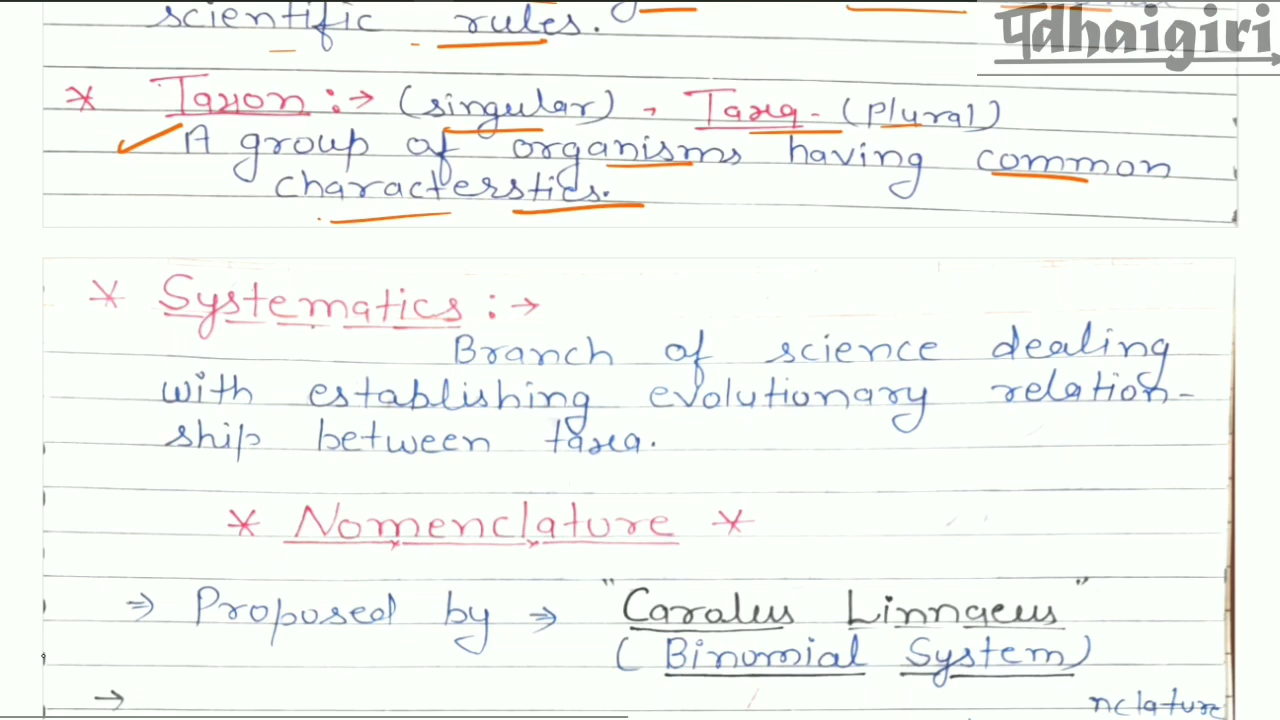 पढhaigiri
scientific rules.
* Taxon :→ (singular) , Taxa - (Plural)
A group of organisms having common
characterstics.
* Systematics :→
Branch of science dealing
with establishing evolutionary relation-
ship between taxa.
* Nomenclature *
⇒ Proposed by ⇒ "Caralus Linnaeus"
(Binomial System)
→ nclature